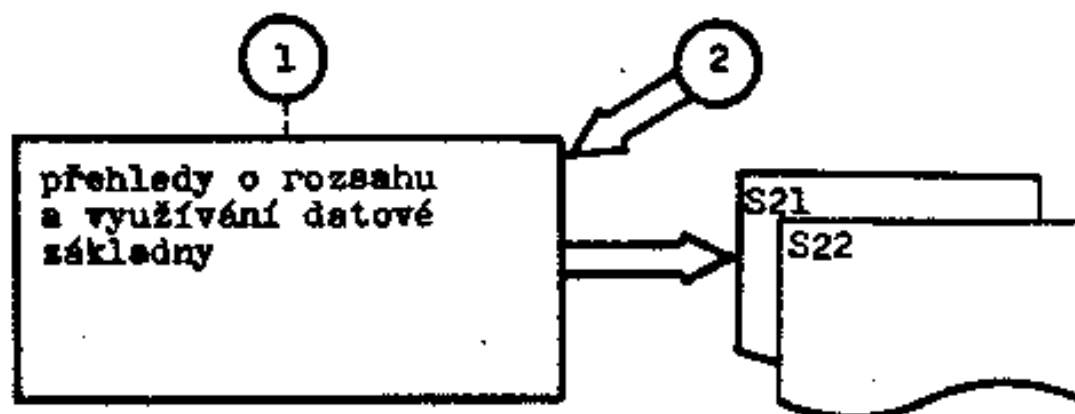 1
2
přehledy o rozsahu
a využívání datové
základny
S21
S22